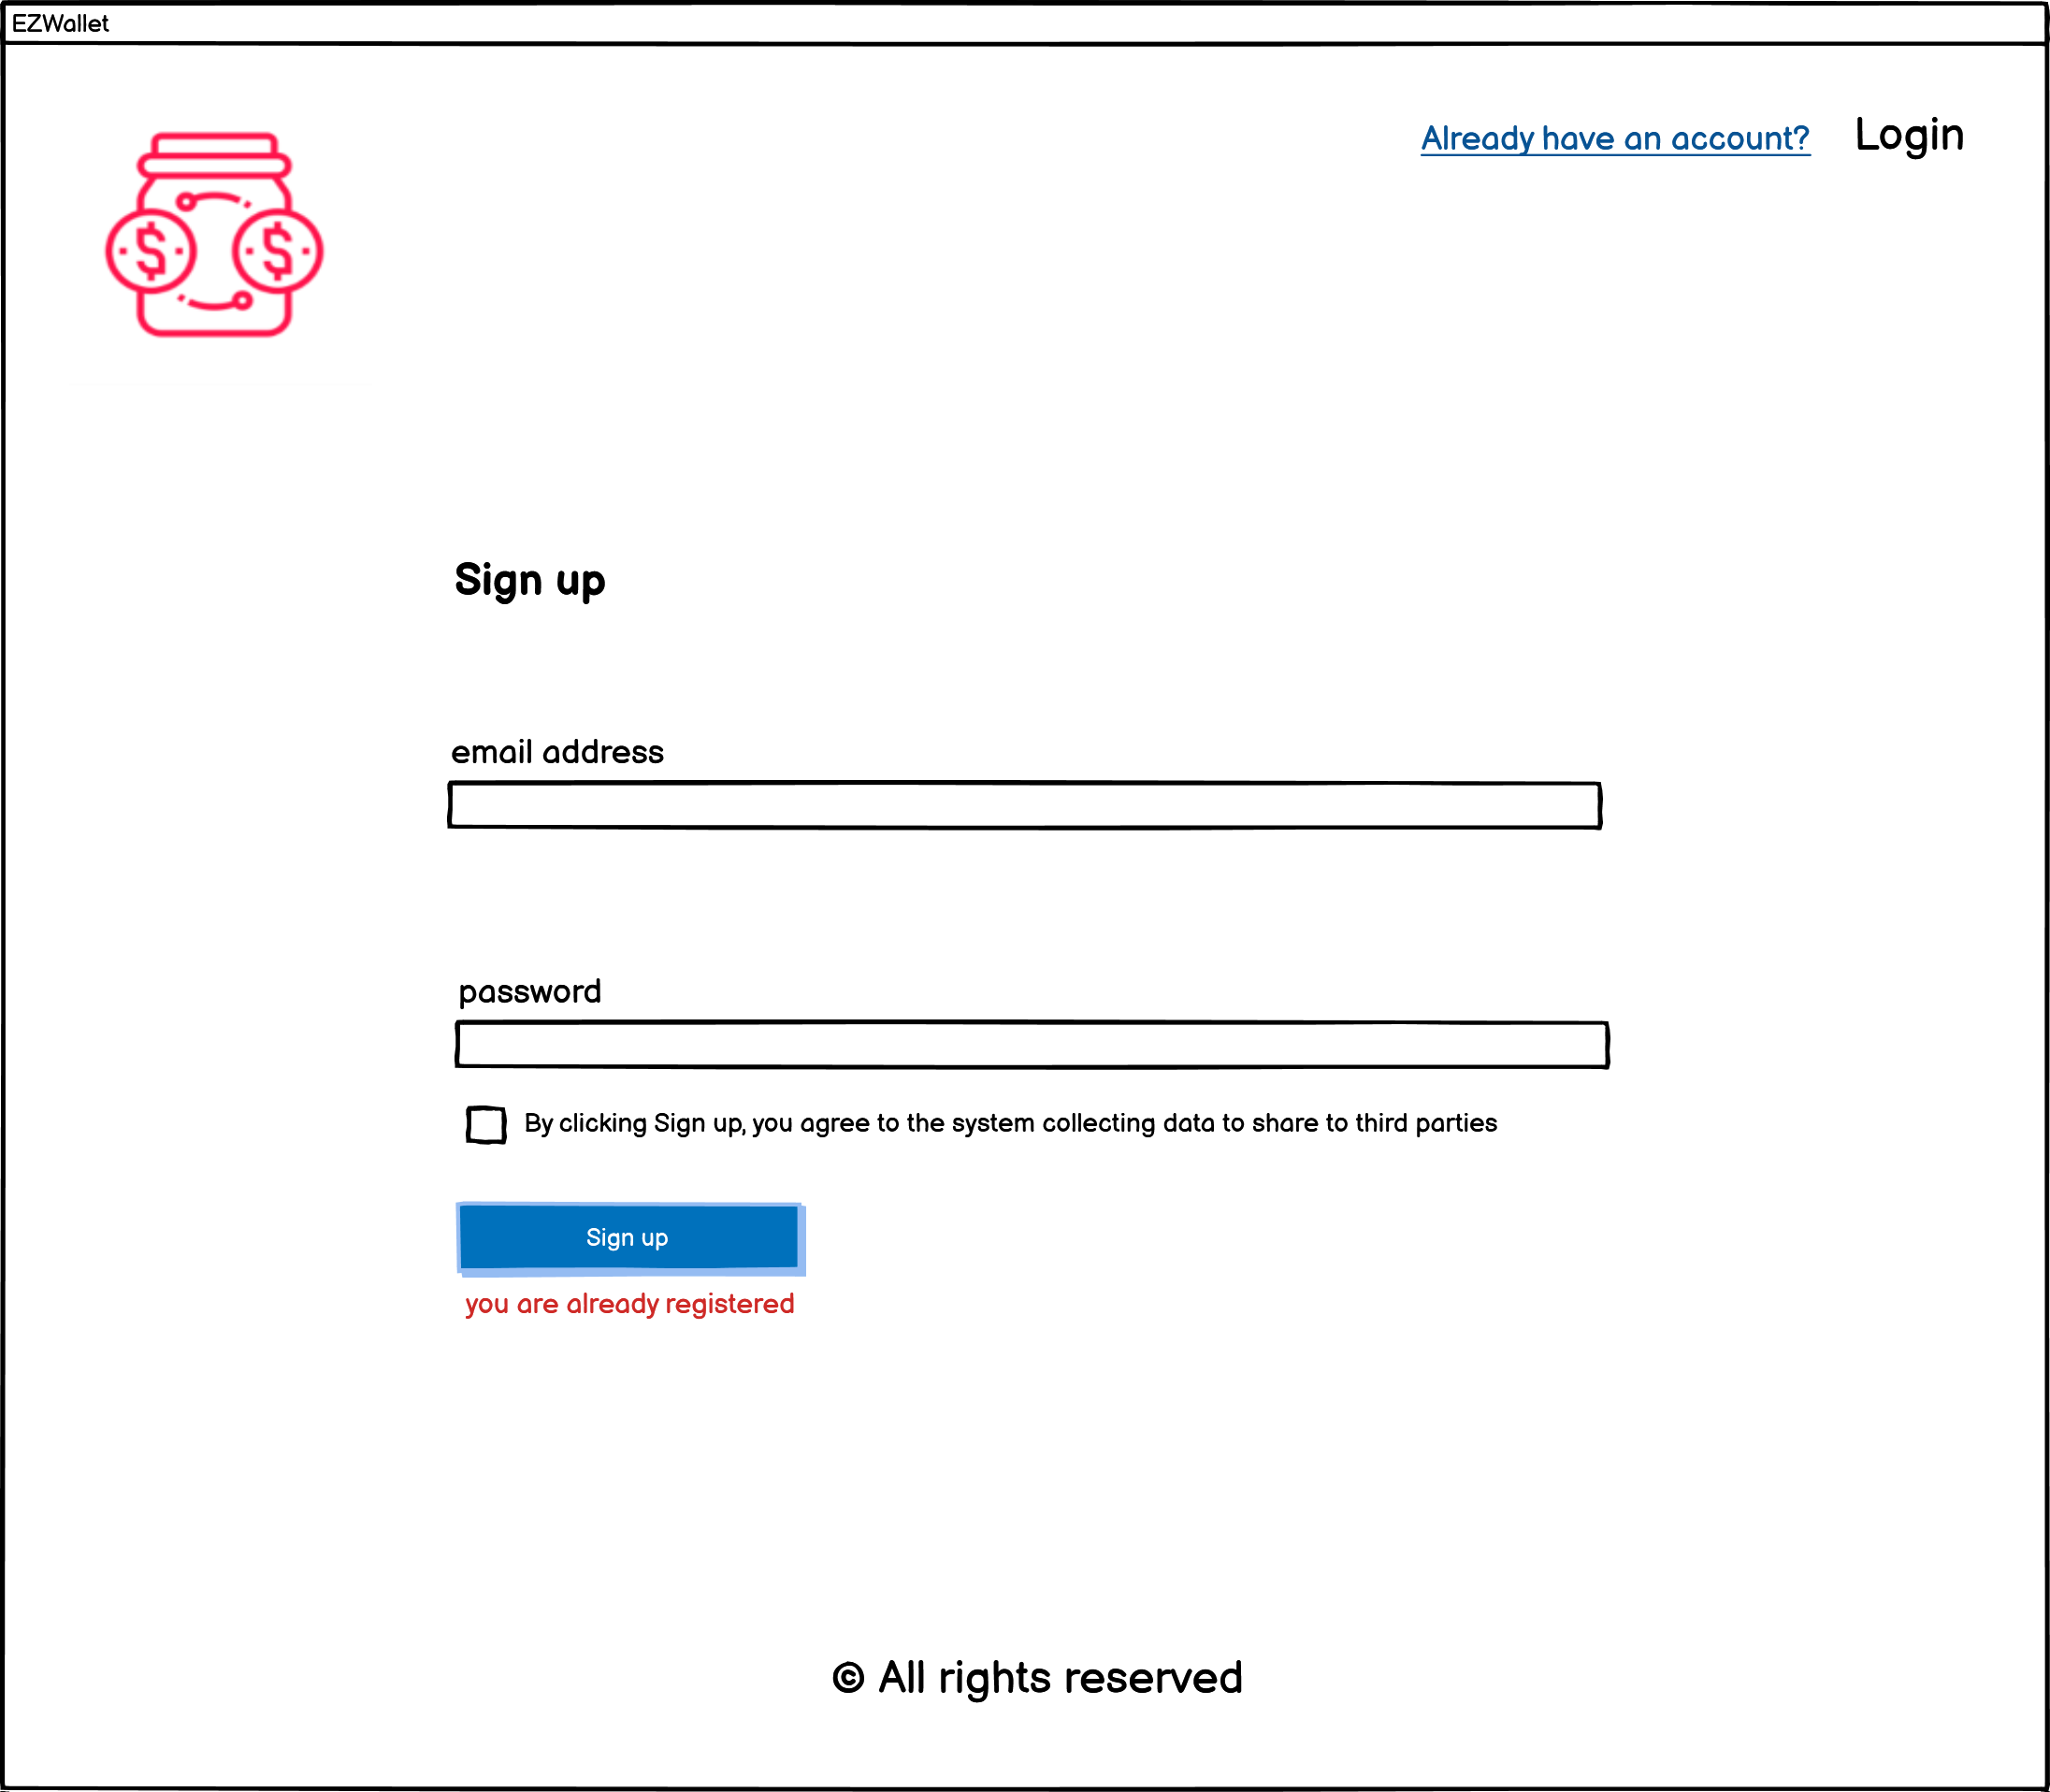 EZWallet
Already have an account? Login
$ $
Sign up
email address
password
By clicking Sign up, you agree to the system collecting data to share to third parties
Sign up
you are already registered
© All rights reserved